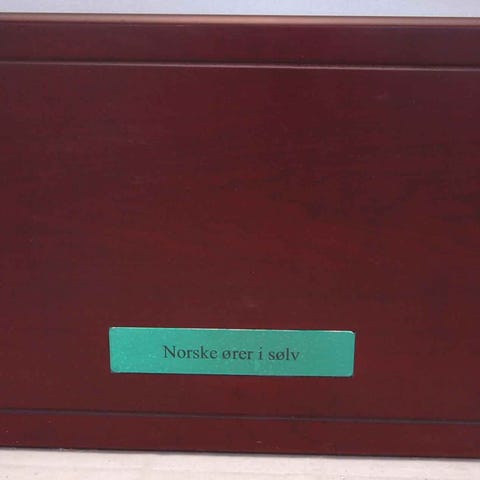 Norske ører i sølv